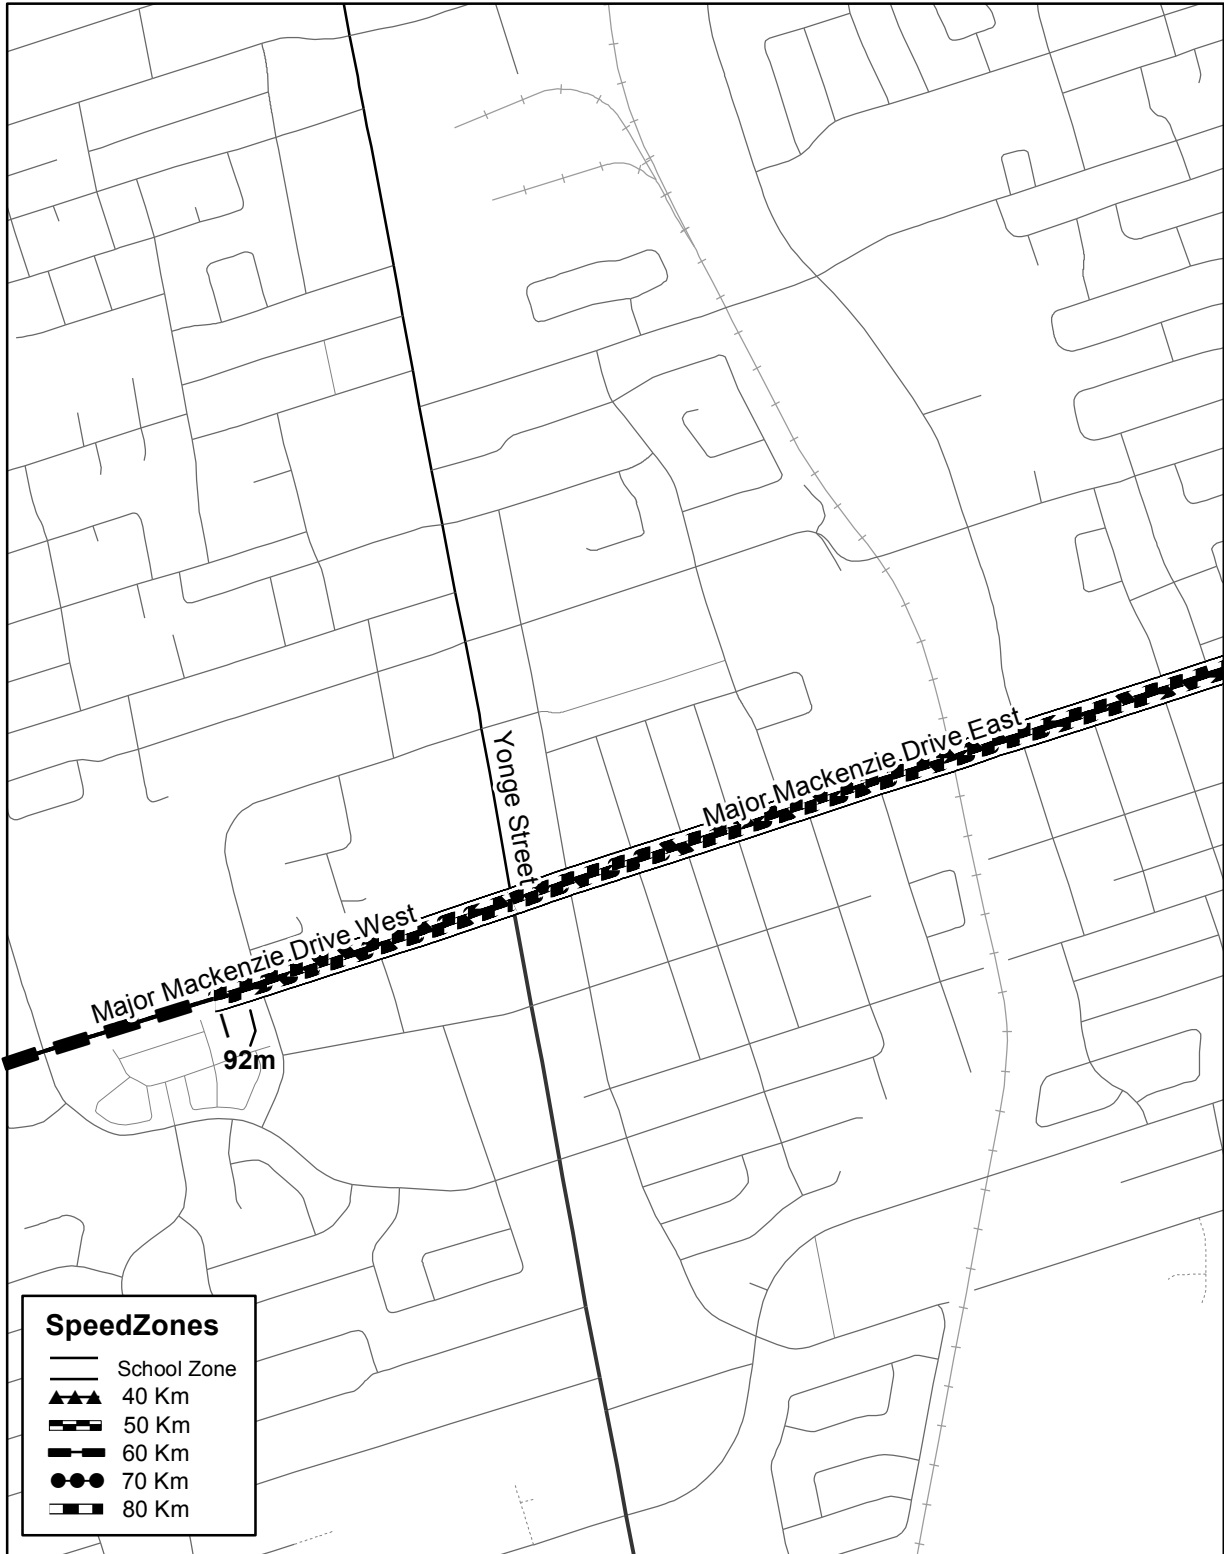 Yonge Street
Major Mackenzie Drive East
Major Mackenzie Drive West
92m
SpeedZones
School Zone
40 Km
50 Km
60 Km
70 Km
80 Km